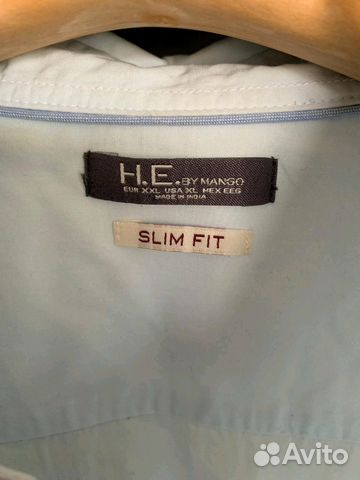 H.E. BY MANGO
EUR XXL USA XL MEX EEG
MADE IN INDIA
SLIM FIT
Avito